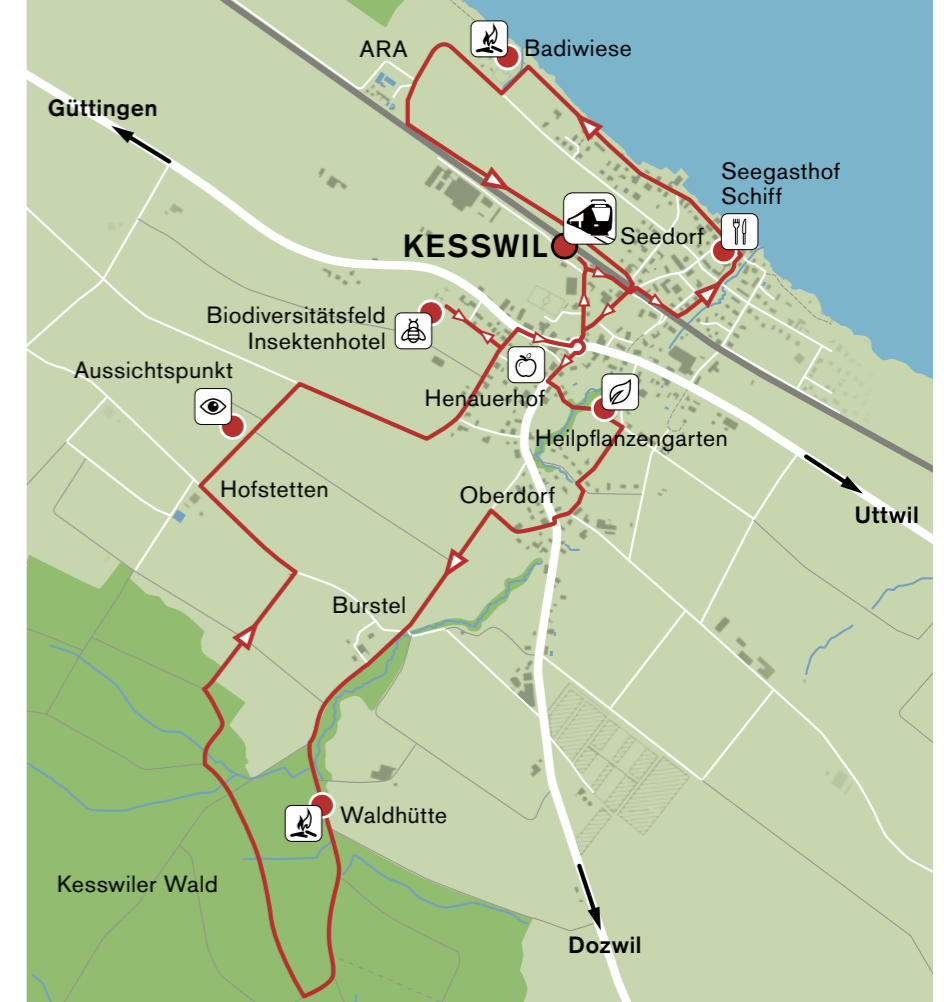 ARA
Badiwiese
Güttingen
Seegasthof
Schiff
KESSWIL
Seedorf
Biodiversitätsfeld
Insektenhotel
Aussichtspunkt
Henauerhof
Heilpflanzengarten
Hofstetten
Oberdorf
Uttwil
Burstel
Waldhütte
Kesswiler Wald
Dozwil